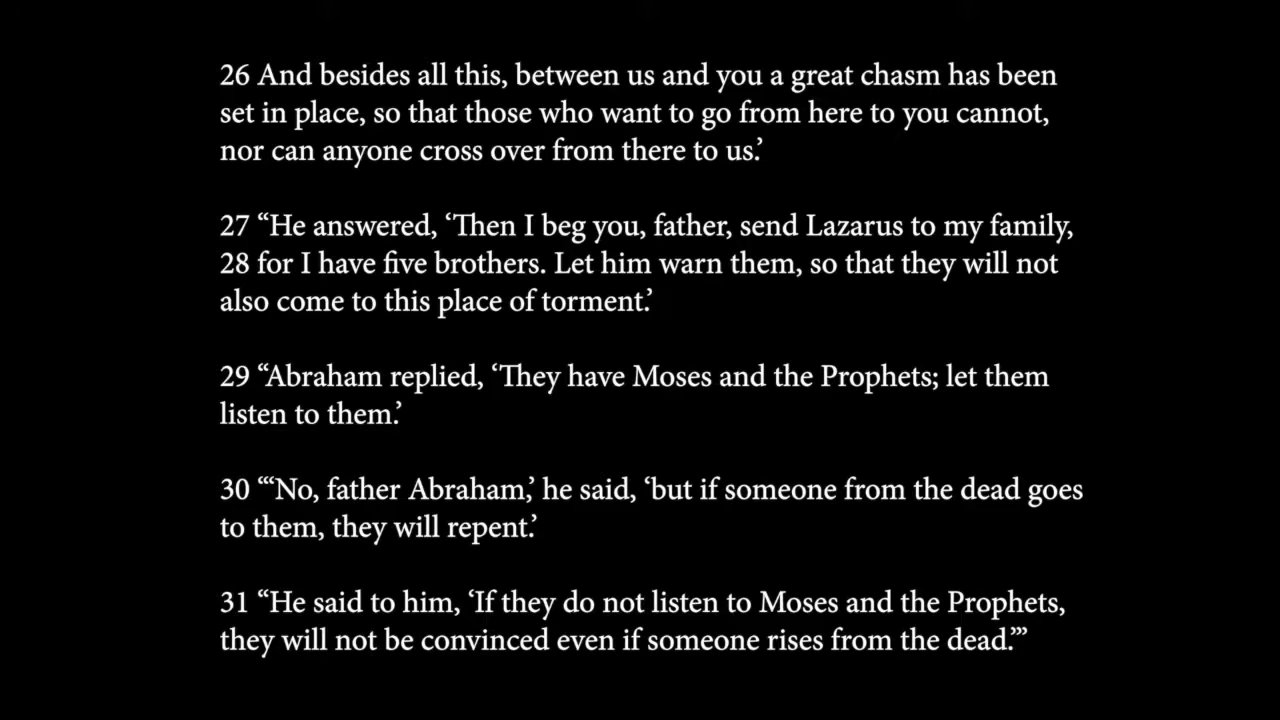 26 And besides all this, between us and you a great chasm has been
set in place, so that those who want to go from here to you cannot,
nor can anyone cross over from there to us.’
27 “He answered, ‘Then I beg you, father, send Lazarus to my family,
28 for I have five brothers. Let him warn them, so that they will not
also come to this place of torment.’
29 “Abraham replied, ‘They have Moses and the Prophets; let them
listen to them.’
30 “‘No, father Abraham,’ he said, ‘but if someone from the dead goes
to them, they will repent.’
31 “He said to him, ‘If they do not listen to Moses and the Prophets,
they will not be convinced even if someone rises from the dead.’”